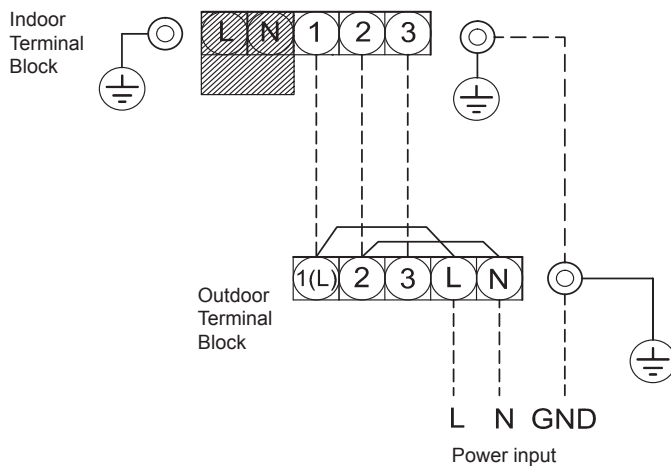 Indoor
Terminal
Block
L N 1 2 3
1(L) 2 3 L N
Outdoor
Terminal
Block
L N GND
Power input